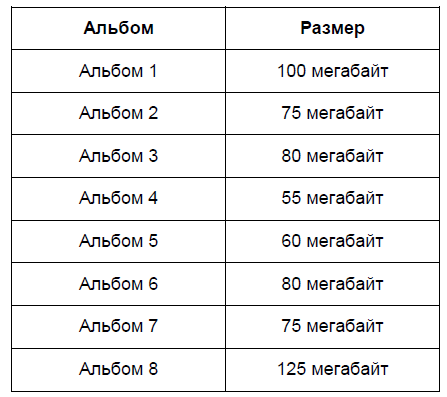 Альбом Размер
Альбом 1 100 мегабайт
Альбом 2 75 мегабайт
Альбом 3 80 мегабайт
Альбом 4 55 мегабайт
Альбом 5 60 мегабайт
Альбом 6 80 мегабайт
Альбом 7 75 мегабайт
Альбом 8 125 мегабайт